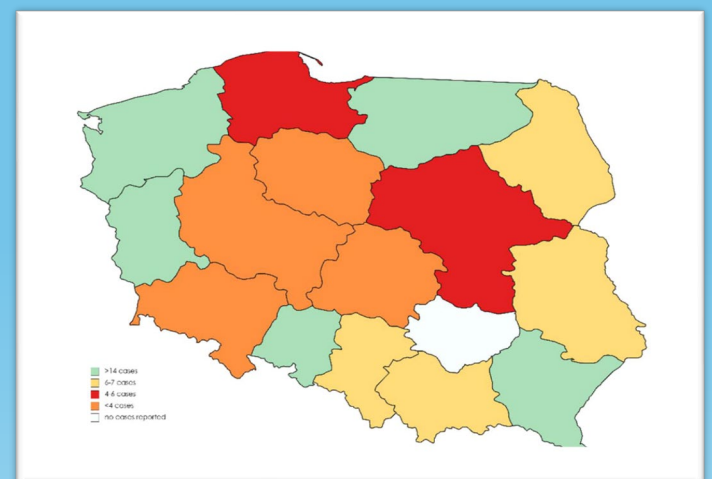 >14 cases
6-7 cases
4-6 cases
<4 cases
no cases reported